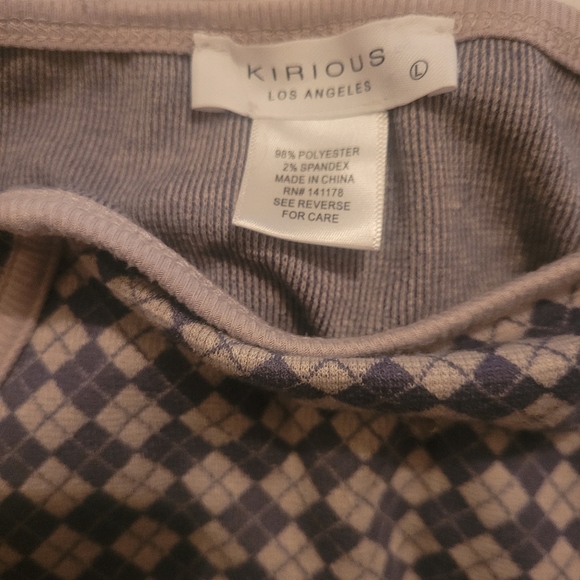 KIRIOUS
LOS ANGELES
L
98% POLYESTER
2% SPANDEX
MADE IN CHINA
RN# 141178
SEE REVERSE
FOR CARE